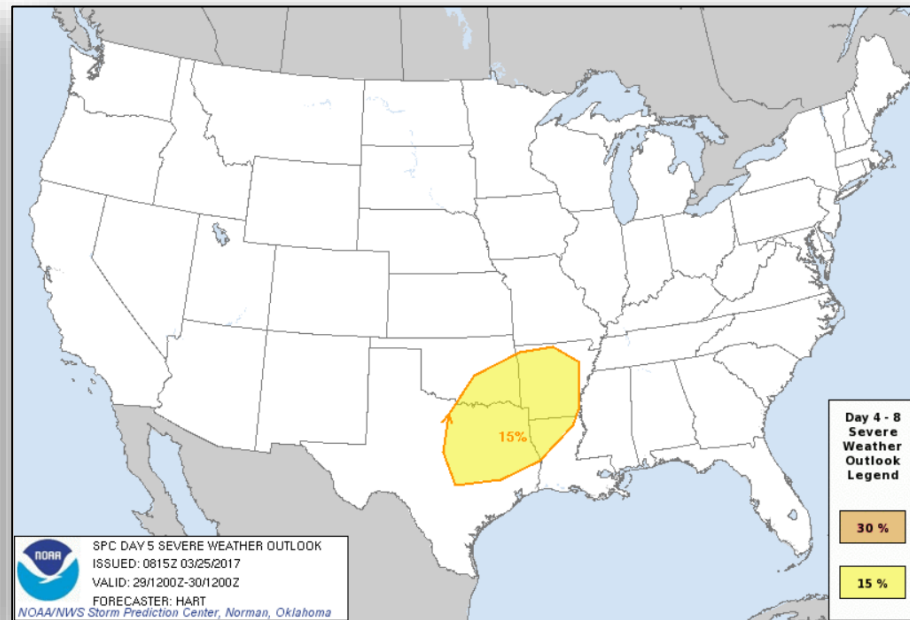 15%
Day 4 - 8
Severe
Weather
Outlook
Legend
30 %
15 %
NOAA
SPC DAY 5 SEVERE WEATHER OUTLOOK
ISSUED: 0815Z 03/25/2017
VALID: 29/1200Z-30/1200Z
FORECASTER: HART
NOAA/NWS Storm Prediction Center, Norman, Oklahoma